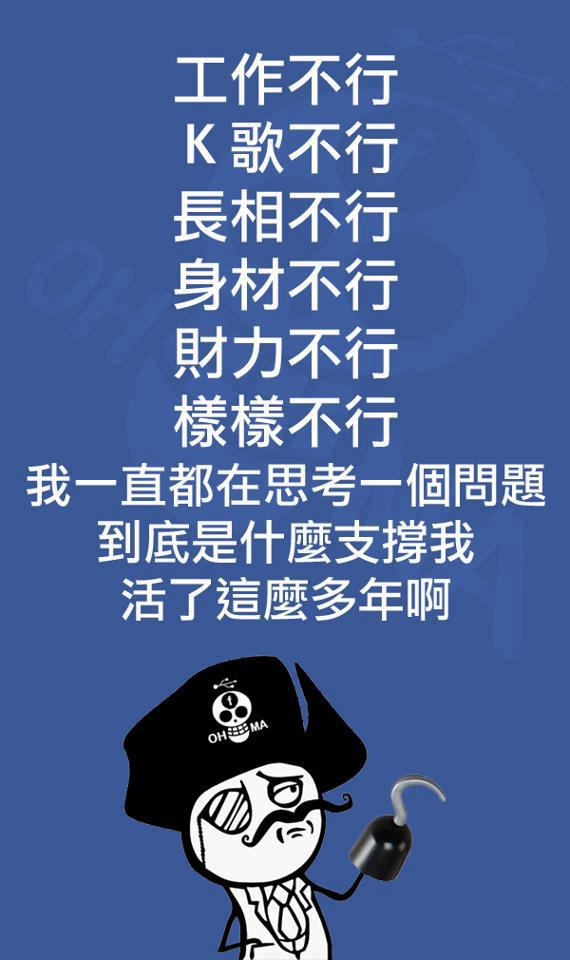 工作不行
K 歌不行
長相不行
身材不行
財力不行
樣樣不行
我一直都在思考一個問題
到底是什麼支撐我
活了這麼多年啊
f
OH MA